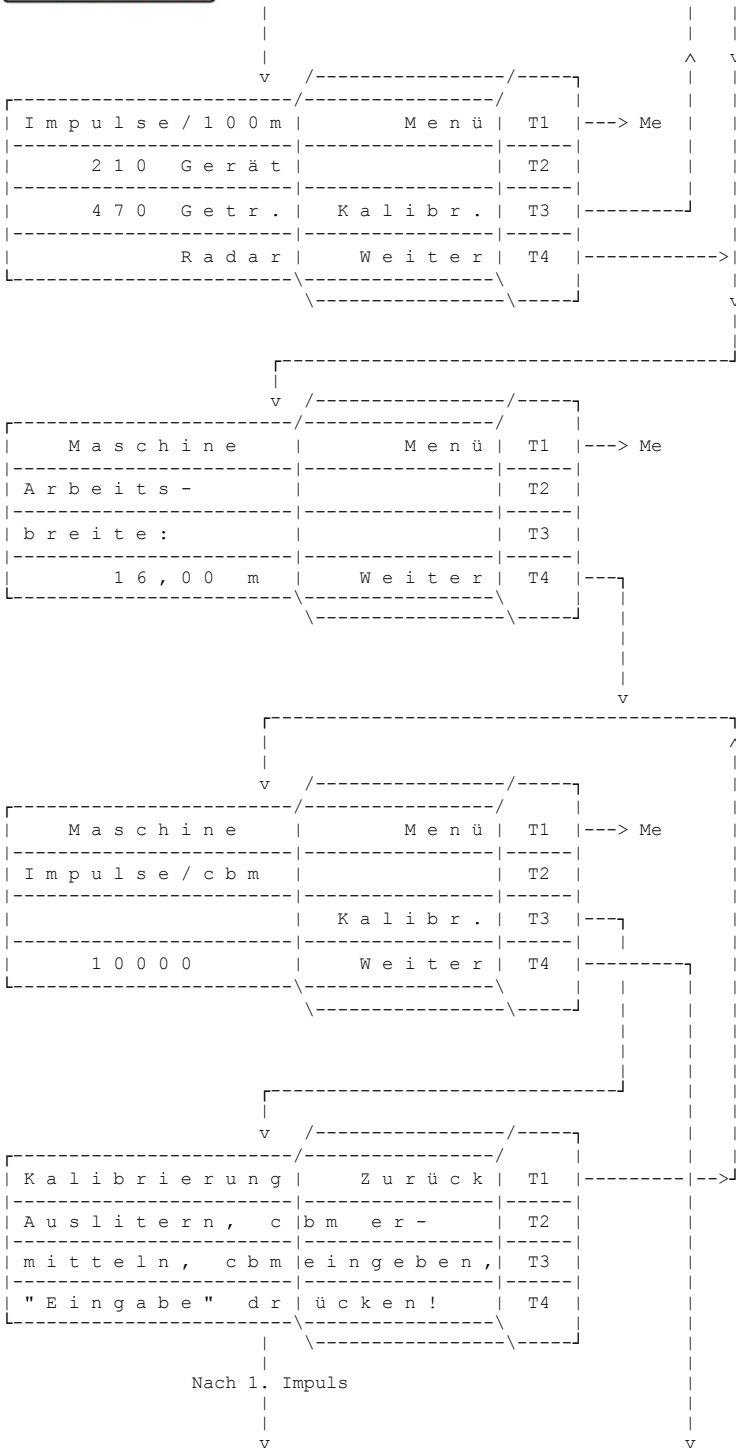 Impulse/100m Menü T1 ---> Me
210 Gerät T2
470 Getr. Kalibr. T3
Radar Weiter T4
Maschine Menü T1 ---> Me
Arbeits- T2
breite: T3
16,00 m Weiter T4
Maschine Menü T1 ---> Me
Impulse/cbm T2
Kalibr. T3
10000 Weiter T4
Kalibrierung Zurück T1
Auslitern, cbm er- T2
mitteln, cbm eingeben, T3
"Eingabe" drücken! T4
Nach 1. Impuls